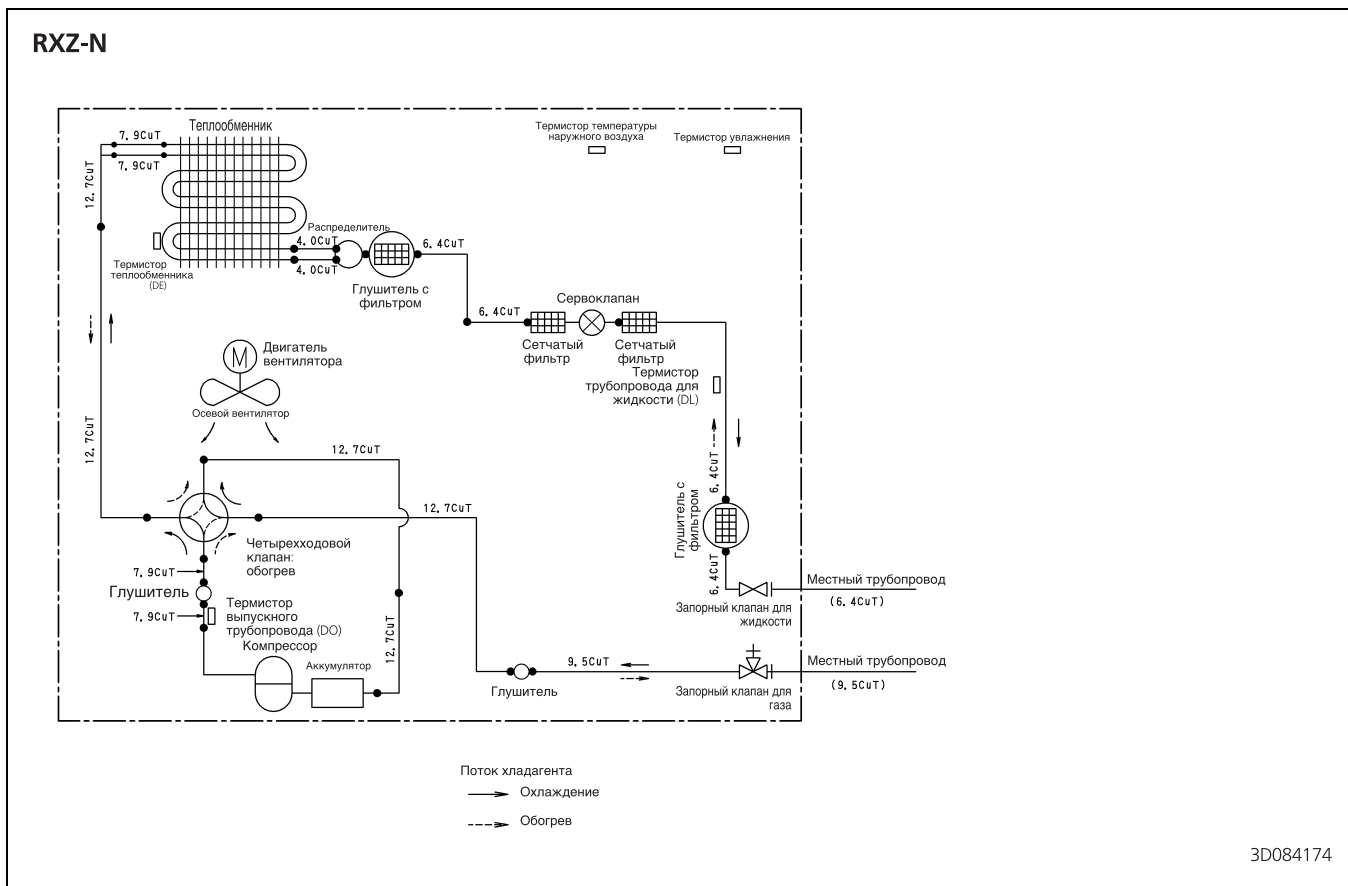 RXZ-N
Теплообменник
7, 9CuT
7, 9CuT
12, 7CuT
Термистор температуры
наружного воздуха
Термистор увлажнения
Распределитель
4, 0CuT
4, 0CuT
6, 4CuT
Термистор
теплообменника
(DE)
Глушитель с
фильтром
6, 4CuT
Сервоклапан
Сетчатый
фильтр
Сетчатый
фильтр
Термистор
трубопровода для
жидкости (DL)
Двигатель
вентилятора
M
Осевой вентилятор
12, 7CuT
12, 7CuT
6, 4CuT
12, 7CuT
Глушитель с
фильтром
Четырехходовой
клапан:
обогрев
7, 9CuT
Глушитель
7, 9CuT
Термистор
выпускного
трубопровода (DO)
Компрессор
Аккумулятор
12, 7CuT
6, 4CuT
Местный трубопровод
(6, 4CuT)
Запорный клапан для
жидкости
9, 5CuT
Глушитель
Местный трубопровод
(9, 5CuT)
Запорный клапан для
газа
Поток хладагента
Охлаждение
Обогрев
3D084174